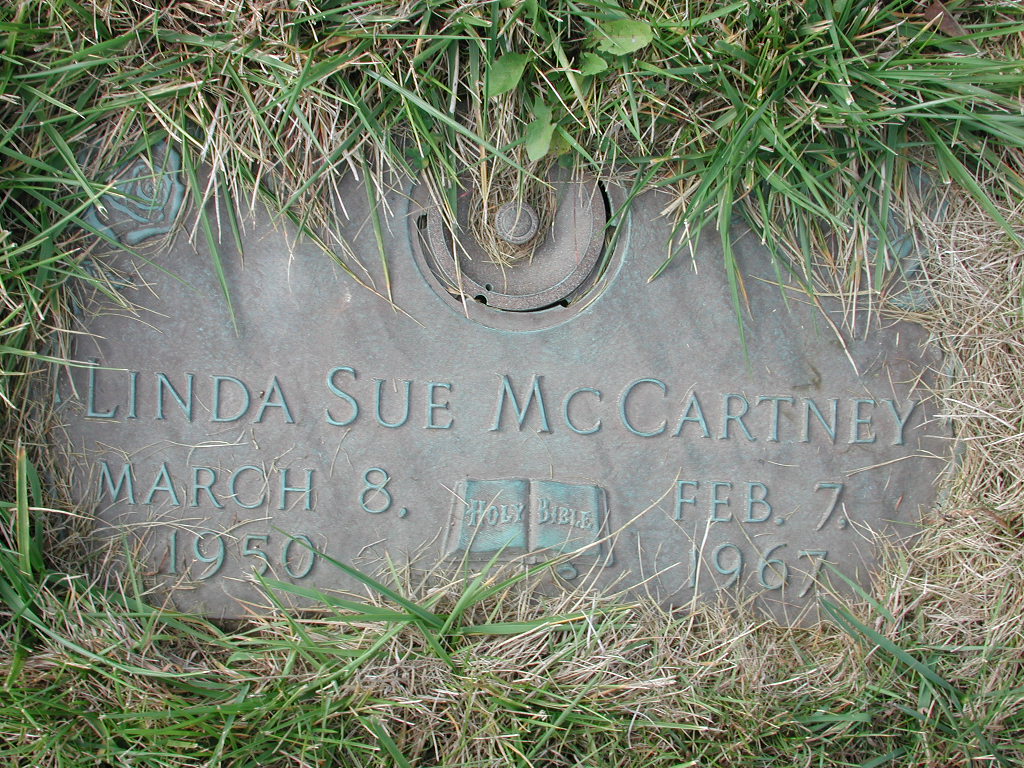 LINDA SUE MCCARTNEY
MARCH 8, 1950
HOLY BIBLE
FEB. 7, 1967